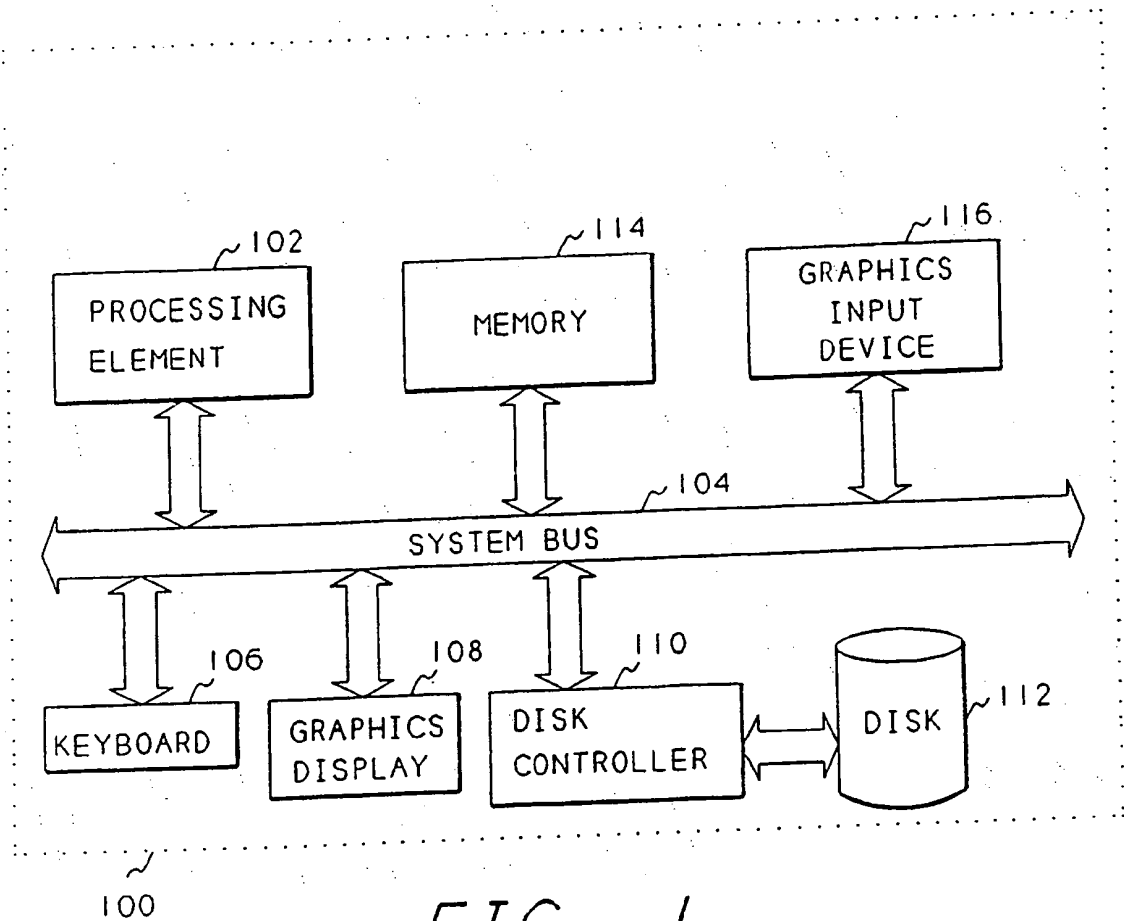 102
PROCESSING
ELEMENT
114
MEMORY
116
GRAPHICS
INPUT
DEVICE
104
SYSTEM BUS
106
KEYBOARD
108
GRAPHICS
DISPLAY
110
DISK
CONTROLLER
DISK
112
100
FIG. 1